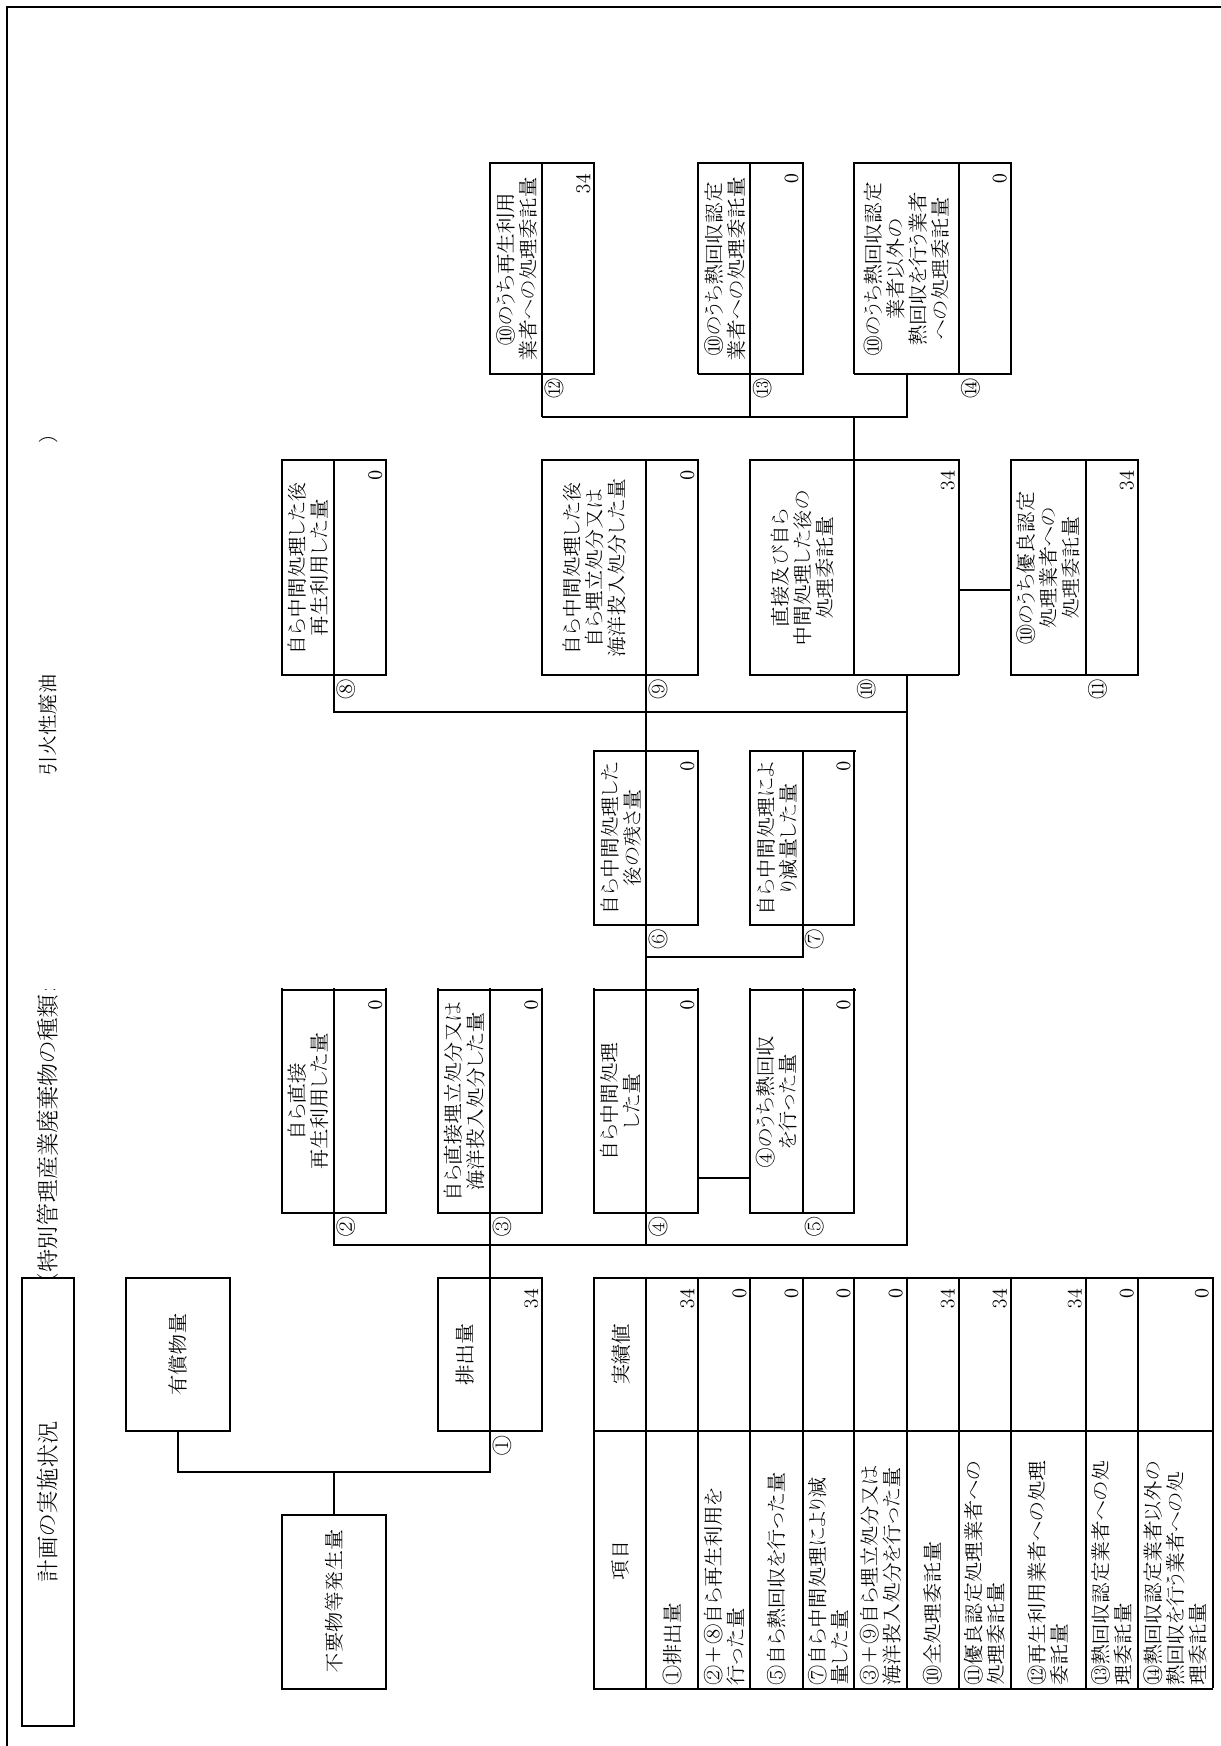 計画の実施状況
(特別管理産業廃棄物の種類:
引火性廃油
)
不要物等発生量
有償物量
①
排出量
34
②
自ら直接
再生利用した量
0
③
自ら直接埋立処分又は
海洋投入処分した量
0
④
自ら中間処理
した量
0
⑤
④のうち熱回収
を行った量
0
⑥
自ら中間処理した
後の残さ量
0
⑦
自ら中間処理によ
り減量した量
0
⑧
自ら中間処理した後
再生利用した量
0
⑨
自ら中間処理した後
自ら埋立処分又は
海洋投入処分した量
0
⑩
直接及び自ら
中間処理した後の
処理委託量
34
⑪
⑩のうち優良認定
処理業者への
処理委託量
34
⑫
⑩のうち再生利用
業者への処理委託量
34
⑬
⑩のうち熱回収認定
業者への処理委託量
0
⑭
⑩のうち熱回収認定
業者以外の
熱回収を行う業者
への処理委託量
0
項目
実績値
①排出量
34
②+⑧自ら再生利用を
行った量
0
⑤自ら熱回収を行った量
0
⑦自ら中間処理により減
量した量
0
③+⑨自ら埋立処分又は
海洋投入処分を行った量
0
⑩全処理委託量
34
⑪優良認定処理業者への
処理委託量
34
⑫再生利用業者への処理
委託量
34
⑬熱回収認定業者への処
理委託量
0
⑭熱回収認定業者以外の
熱回収を行う業者への処
理委託量
0